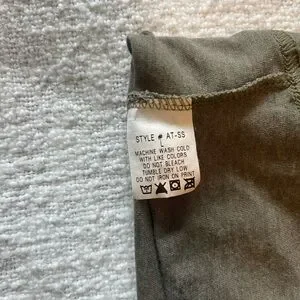 STYLE # AT-SS
L
MACHINE WASH COLD
WITH LIKE COLORS
DO NOT BLEACH
TUMBLE DRY LOW
DO NOT IRON ON PRINT